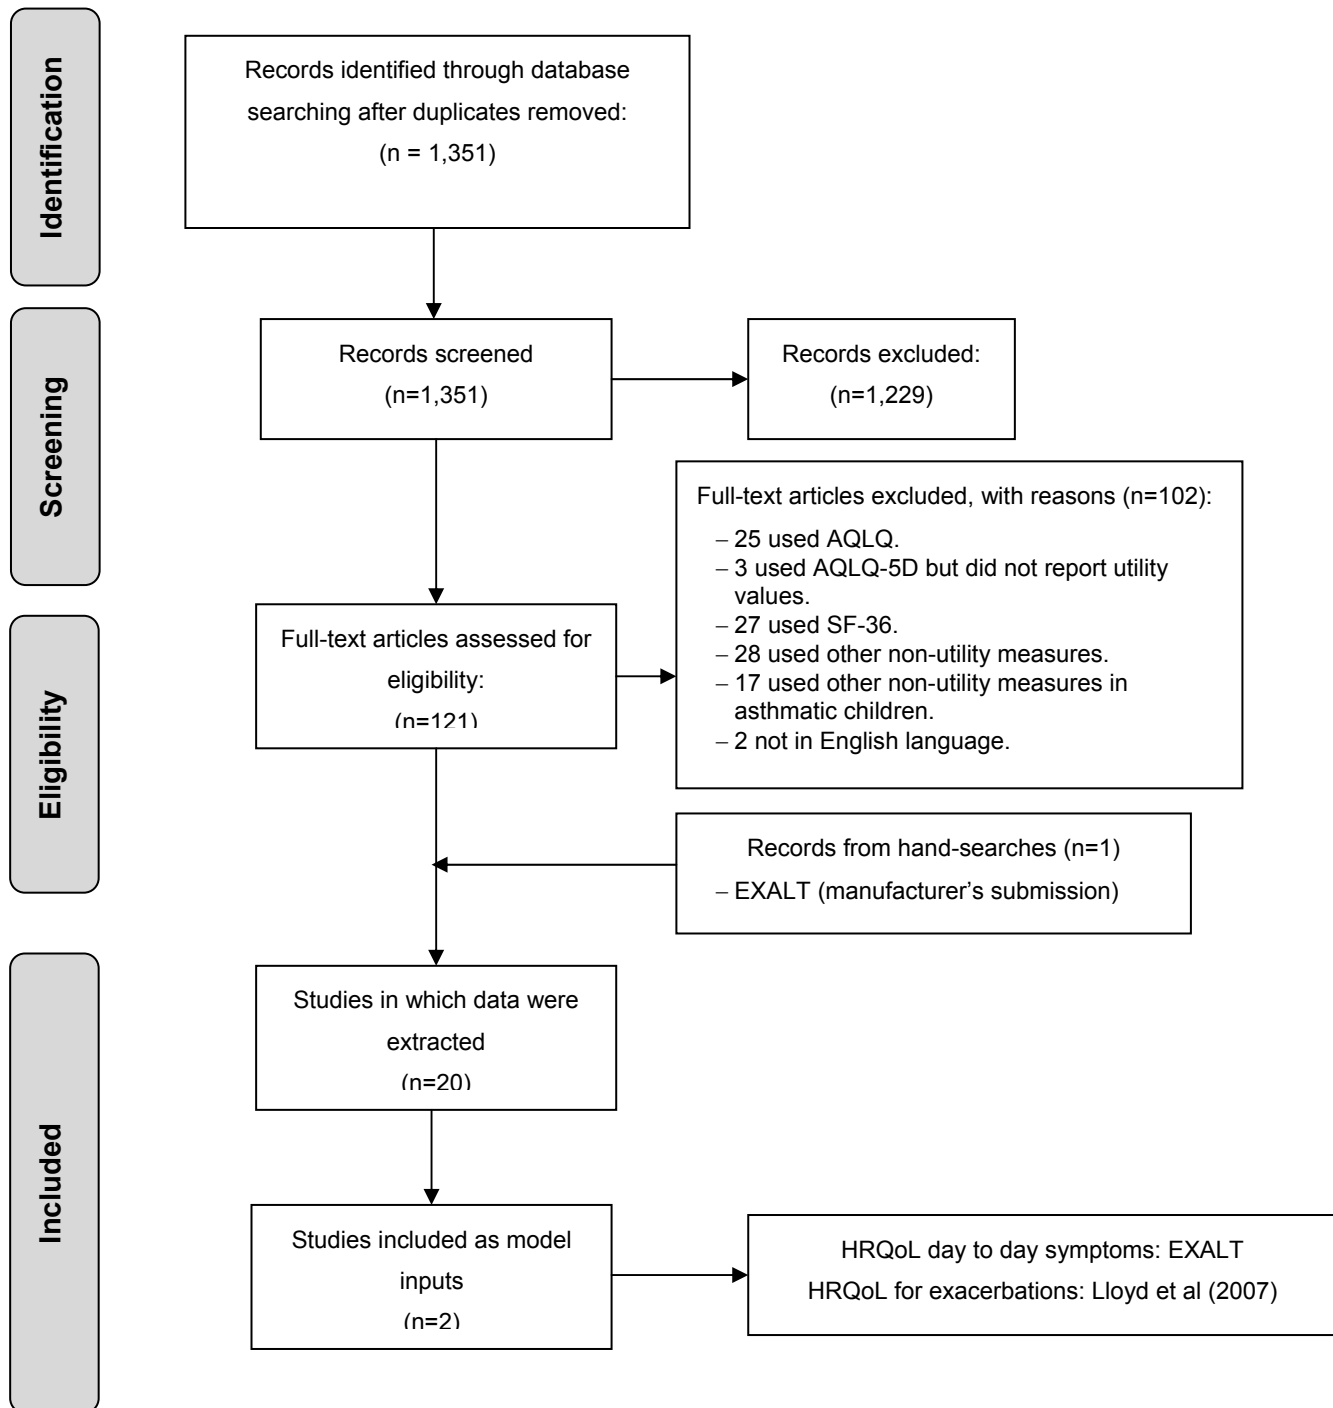 Identification
Records identified through database
searching after duplicates removed:
(n = 1,351)
Screening
Records screened
(n=1,351)
Records excluded:
(n=1,229)
Full-text articles excluded, with reasons (n=102):
– 25 used AQLQ.
– 3 used AQLQ-5D but did not report utility
values.
– 27 used SF-36.
– 28 used other non-utility measures.
– 17 used other non-utility measures in
asthmatic children.
– 2 not in English language.
Eligibility
Full-text articles assessed for
eligibility:
(n=121)
Records from hand-searches (n=1)
– EXALT (manufacturer's submission)
Included
Studies in which data were
extracted
(n=20)
Studies included as model
inputs
(n=2)
HRQoL day to day symptoms: EXALT
HRQoL for exacerbations: Lloyd et al (2007)